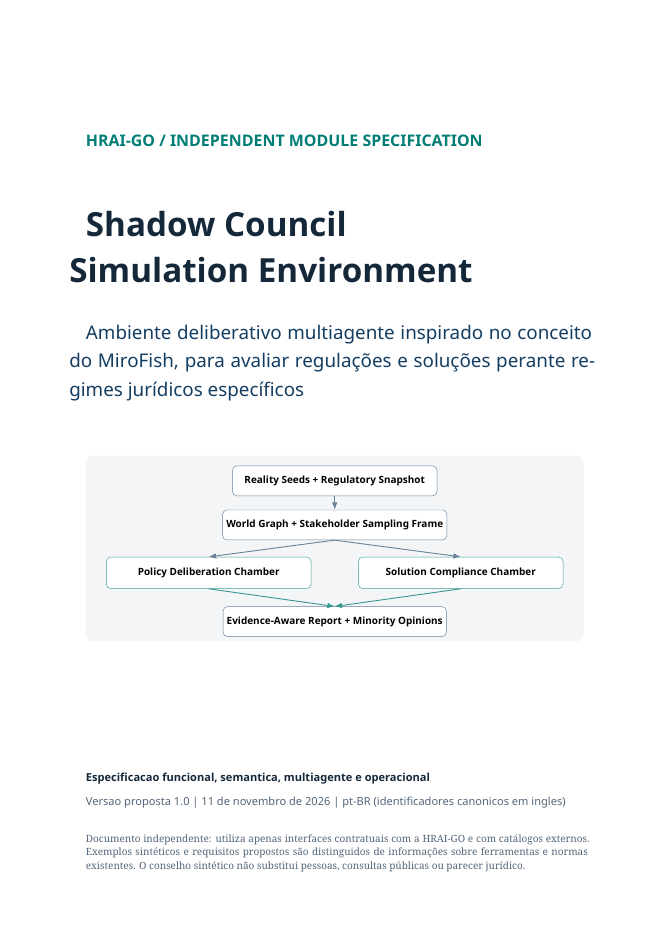 HRAI-GO / INDEPENDENT MODULE SPECIFICATION
Shadow Council
Simulation Environment
Ambiente deliberativo multiagente inspirado no conceito
do MiroFish, para avaliar regulações e soluções perante re-
gimes jurídicos específicos
Reality Seeds + Regulatory Snapshot
World Graph + Stakeholder Sampling Frame
Policy Deliberation Chamber
Solution Compliance Chamber
Evidence-Aware Report + Minority Opinions
Especificacao funcional, semantica, multiagente e operacional
Versao proposta 1.0 | 11 de novembro de 2026 | pt-BR (identificadores canonicos em ingles)
Documento independente: utiliza apenas interfaces contratuais com a HRAI-GO e com catálogos externos.
Exemplos sintéticos e requisitos propostos são distinguidos de informações sobre ferramentas e normas
existentes. O conselho sintético não substitui pessoas, consultas públicas ou parecer jurídico.